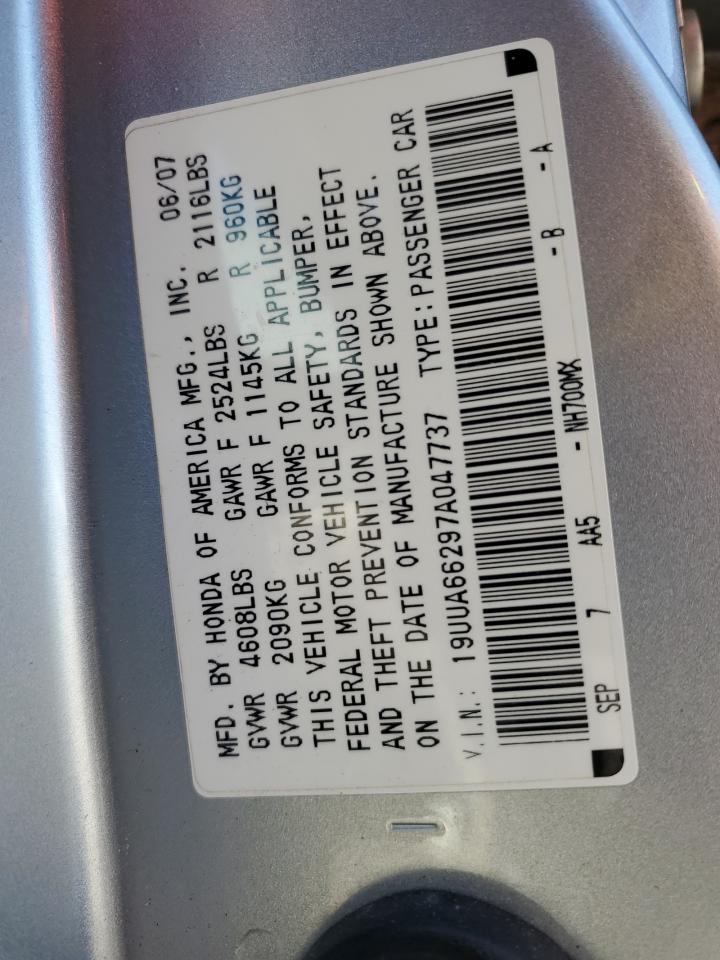 MFD. BY HONDA OF AMERICA MFG., INC. 06/07
GVWR 4608LBS GAWR F 2524LBS R 2116LBS
GVWR 2090KG GAWR F 1145KG R 960KG
THIS VEHICLE CONFORMS TO ALL APPLICABLE
FEDERAL MOTOR VEHICLE SAFETY, BUMPER,
AND THEFT PREVENTION STANDARDS IN EFFECT
ON THE DATE OF MANUFACTURE SHOWN ABOVE.
V.I.N.: 19UUA66297A047737 TYPE: PASSENGER CAR
SEP 7 AA5 - NH700MX - B - A